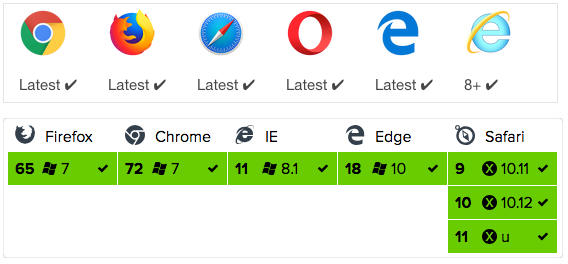 Latest ✔ Latest ✔ Latest ✔ Latest ✔ Latest ✔ 8+ ✔
Firefox Chrome IE Edge Safari
65 7 ✔ 72 7 ✔ 11 8.1 ✔ 18 10 ✔ 9 X 10.11 ✔
10 X 10.12 ✔
11 X u ✔